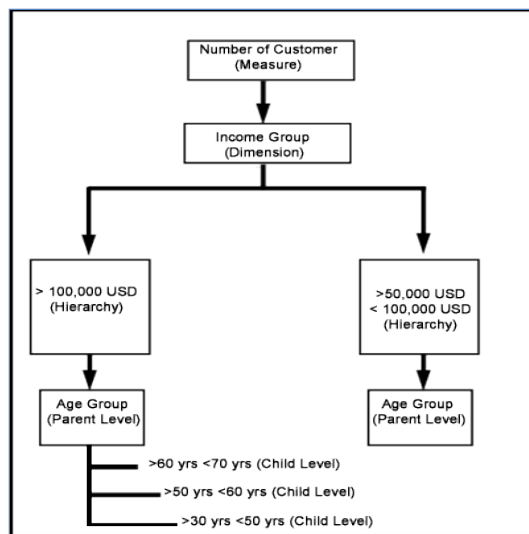 Number of Customer
(Measure)
Income Group
(Dimension)
> 100,000 USD
(Hierarchy)
>50,000 USD
< 100,000 USD
(Hierarchy)
Age Group
(Parent Level)
Age Group
(Parent Level)
>60 yrs <70 yrs (Child Level)
>50 yrs <60 yrs (Child Level)
>30 yrs <50 yrs (Child Level)